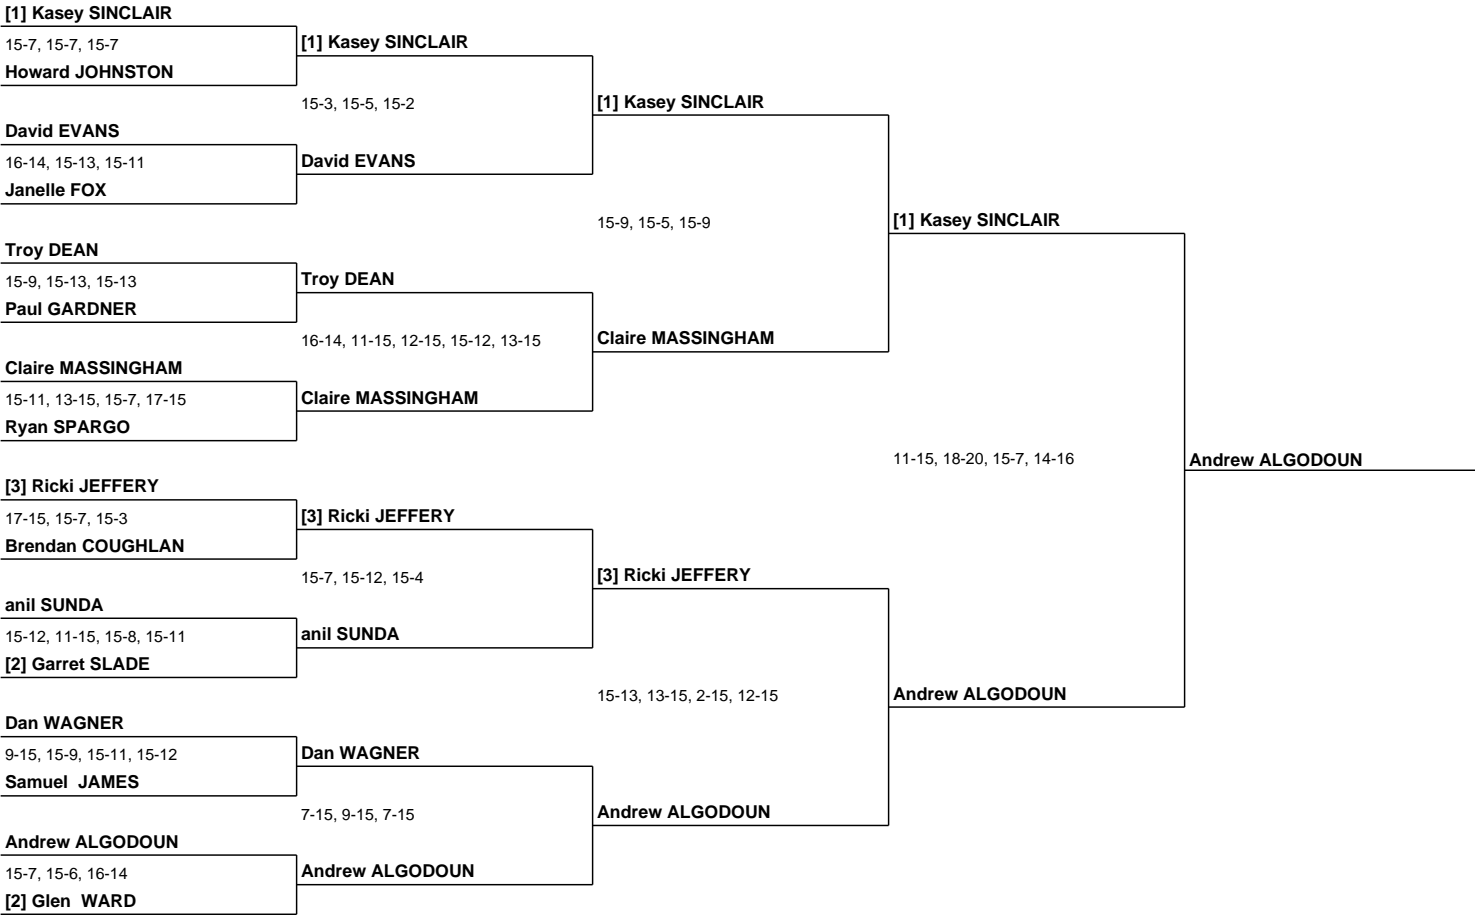 [1] Kasey SINCLAIR
15-7, 15-7, 15-7
Howard JOHNSTON
David EVANS
16-14, 15-13, 15-11
Janelle FOX
Troy DEAN
15-9, 15-13, 15-13
Paul GARDNER
Claire MASSINGHAM
15-11, 13-15, 15-7, 17-15
Ryan SPARGO
[3] Ricki JEFFERY
17-15, 15-7, 15-3
Brendan COUGHLAN
anil SUNDA
15-12, 11-15, 15-8, 15-11
[2] Garret SLADE
Dan WAGNER
9-15, 15-9, 15-11, 15-12
Samuel  JAMES
Andrew ALGODOUN
15-7, 15-6, 16-14
[2] Glen  WARD
[1] Kasey SINCLAIR
15-3, 15-5, 15-2
David EVANS
Troy DEAN
16-14, 11-15, 12-15, 15-12, 13-15
Claire MASSINGHAM
[3] Ricki JEFFERY
15-7, 15-12, 15-4
anil SUNDA
Dan WAGNER
7-15, 9-15, 7-15
Andrew ALGODOUN
[1] Kasey SINCLAIR
15-9, 15-5, 15-9
Claire MASSINGHAM
[3] Ricki JEFFERY
15-13, 13-15, 2-15, 12-15
Andrew ALGODOUN
[1] Kasey SINCLAIR
11-15, 18-20, 15-7, 14-16
Andrew ALGODOUN
Andrew ALGODOUN